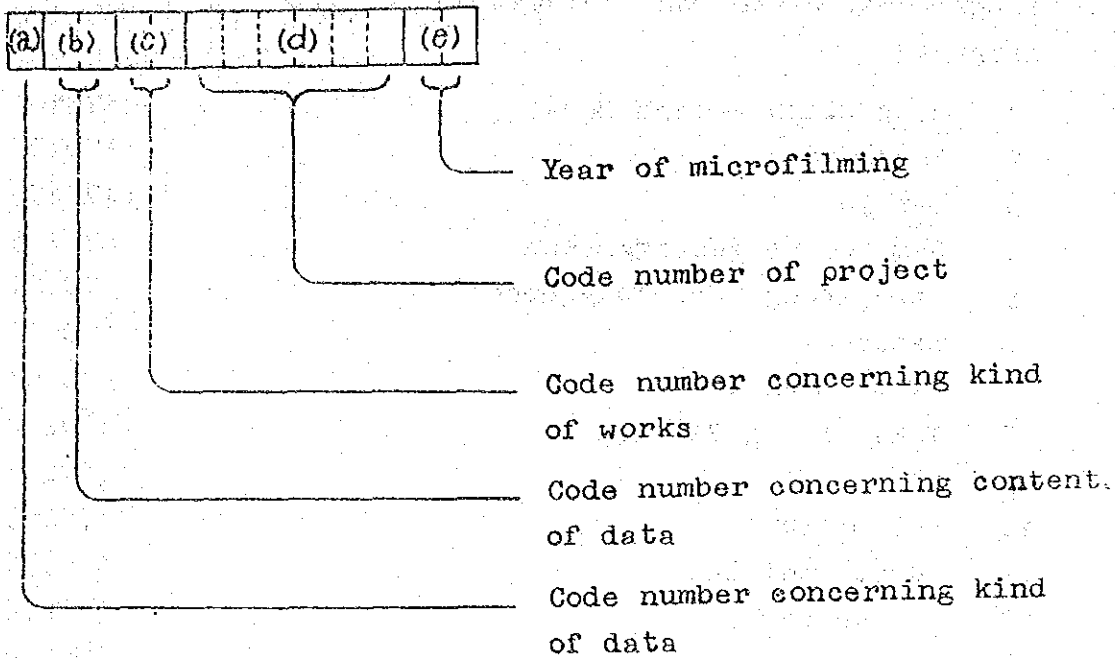 (a) (b) (c) (d) (e)
Year of microfilming
Code number of project
Code number concerning kind
of works
Code number concerning content
of data
Code number concerning kind
of data